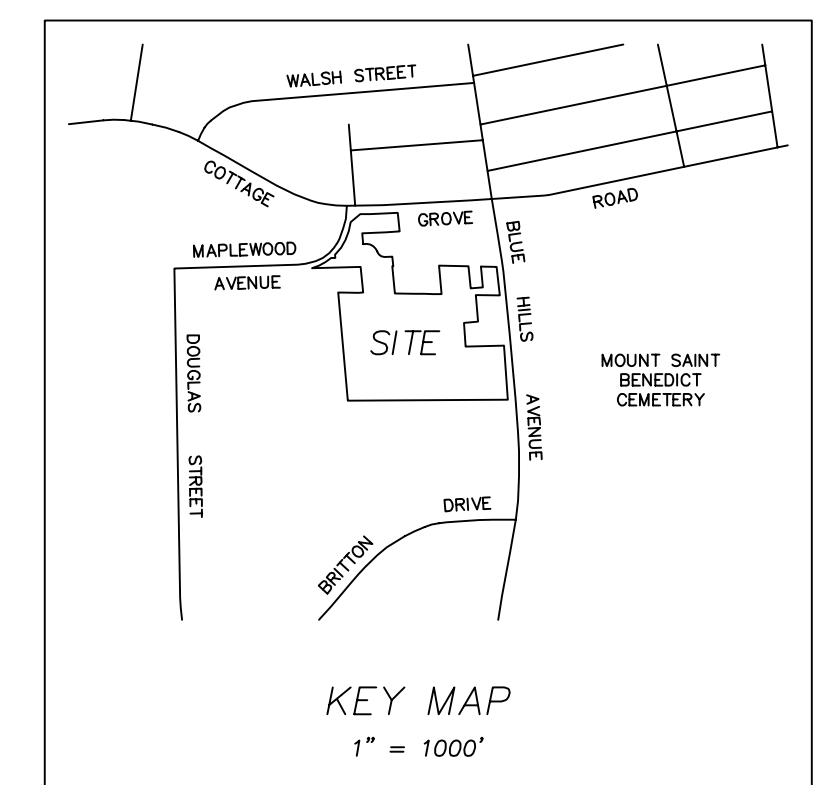 WALSH STREET
COTTAGE
GROVE
ROAD
MAPLEWOOD
AVENUE
BLUE
HILLS
AVENUE
SITE
DOUGLAS
STREET
MOUNT SAINT
BENEDICT
CEMETERY
DRIVE
BRITTON
KEY MAP
1" = 1000'